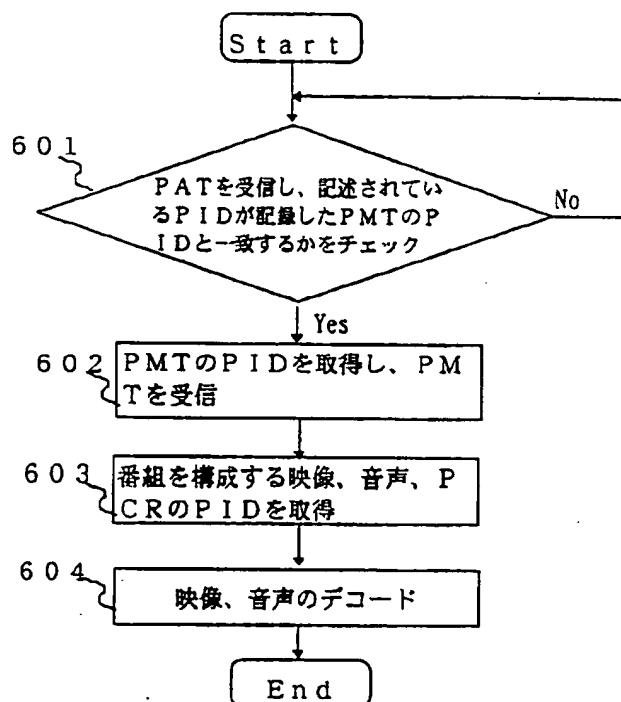 Ｓｔａｒｔ
６０１
ＰＡＴを受信し、記述されてい
るＰＩＤが記録したＰＭＴのＰ
ＩＤと一致するかをチェック
No
Yes
６０２
ＰＭＴのＰＩＤを取得し、ＰＭ
Ｔを受信
６０３
番組を構成する映像、音声、Ｐ
ＣＲのＰＩＤを取得
６０４
映像、音声のデコード
Ｅｎｄ